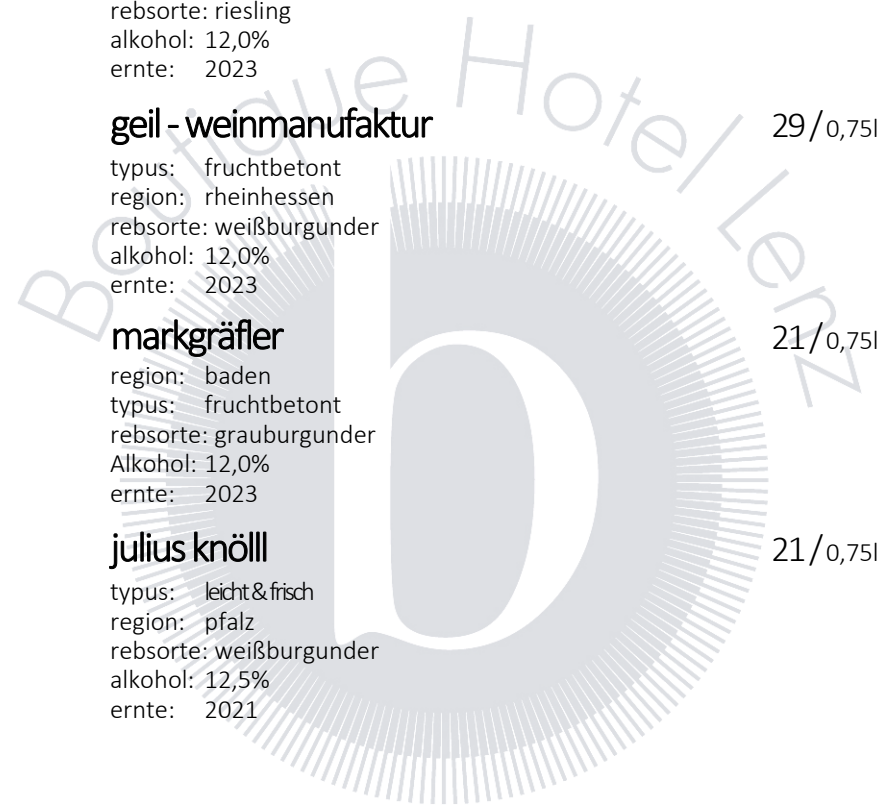 rebsorte: riesling
alkohol: 12,0%
ernte: 2023
geil - weinmanufaktur 29/0,75l
typus: fruchtbetont
region: rheinhessen
rebsorte: weißburgunder
alkohol: 12,0%
ernte: 2023
markgräfler 21/0,75l
region: baden
typus: fruchtbetont
rebsorte: grauburgunder
Alkohol: 12,0%
ernte: 2023
julius knölll 21/0,75l
typus: leicht & frisch
region: pfalz
rebsorte: weißburgunder
alkohol: 12,5%
ernte: 2021
Boutique Hotel Lenz
b